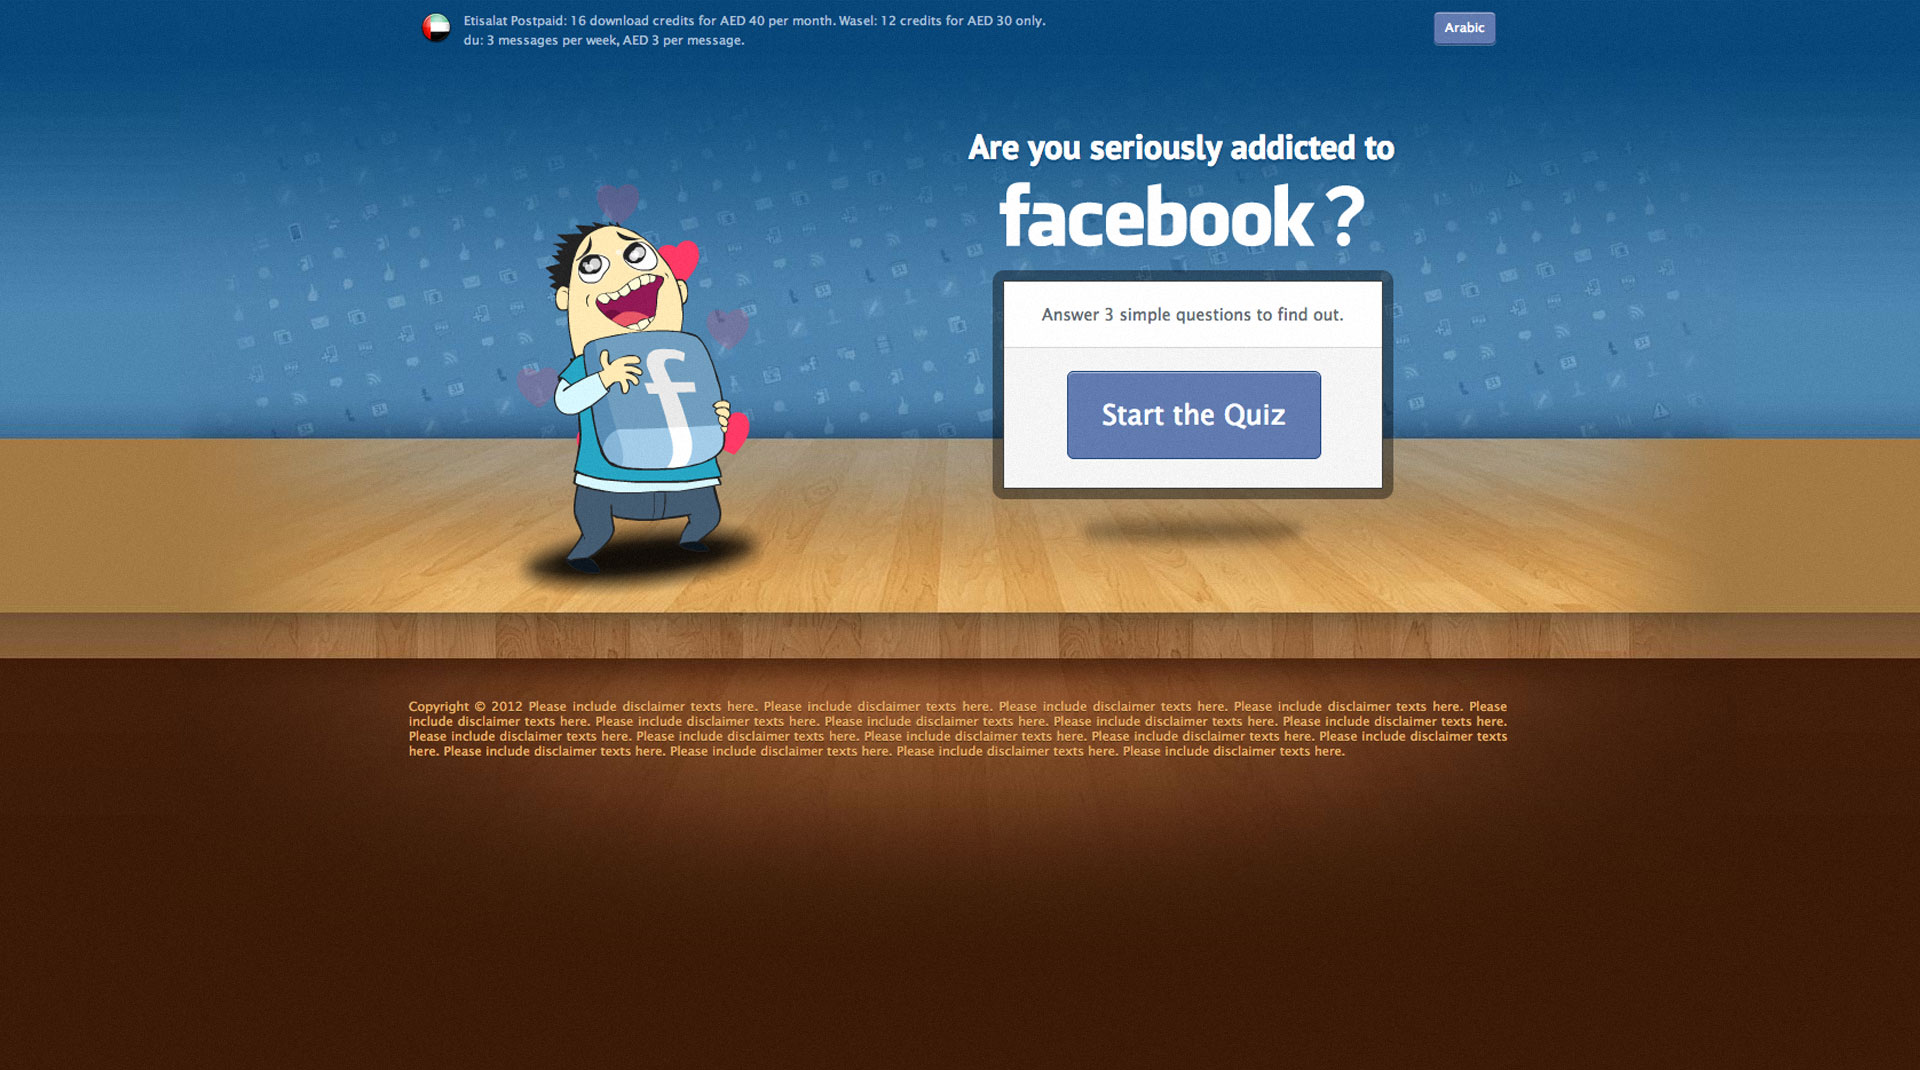 Etisalat Postpaid: 16 download credits for AED 40 per month. Wasel: 12 credits for AED 30 only.
du: 3 messages per week, AED 3 per message.
Arabic
Are you seriously addicted to
facebook?
Answer 3 simple questions to find out.
Start the Quiz
f
Copyright © 2012 Please include disclaimer texts here. Please include disclaimer texts here. Please include disclaimer texts here. Please include disclaimer texts here. Please
include disclaimer texts here. Please include disclaimer texts here. Please include disclaimer texts here. Please include disclaimer texts here. Please include disclaimer texts here.
Please include disclaimer texts here. Please include disclaimer texts here. Please include disclaimer texts here. Please include disclaimer texts here. Please include disclaimer texts
here. Please include disclaimer texts here. Please include disclaimer texts here. Please include disclaimer texts here. Please include disclaimer texts here.